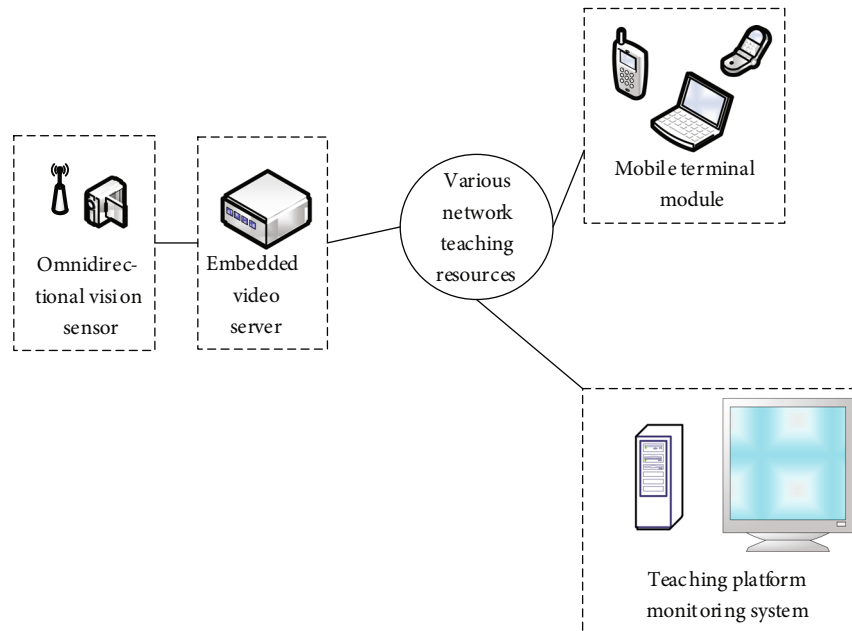 Omnidirec-
tional vision
sensor
Embedded
video
server
Various
network
teaching
resources
Mobile terminal
module
Teaching platform
monitoring system